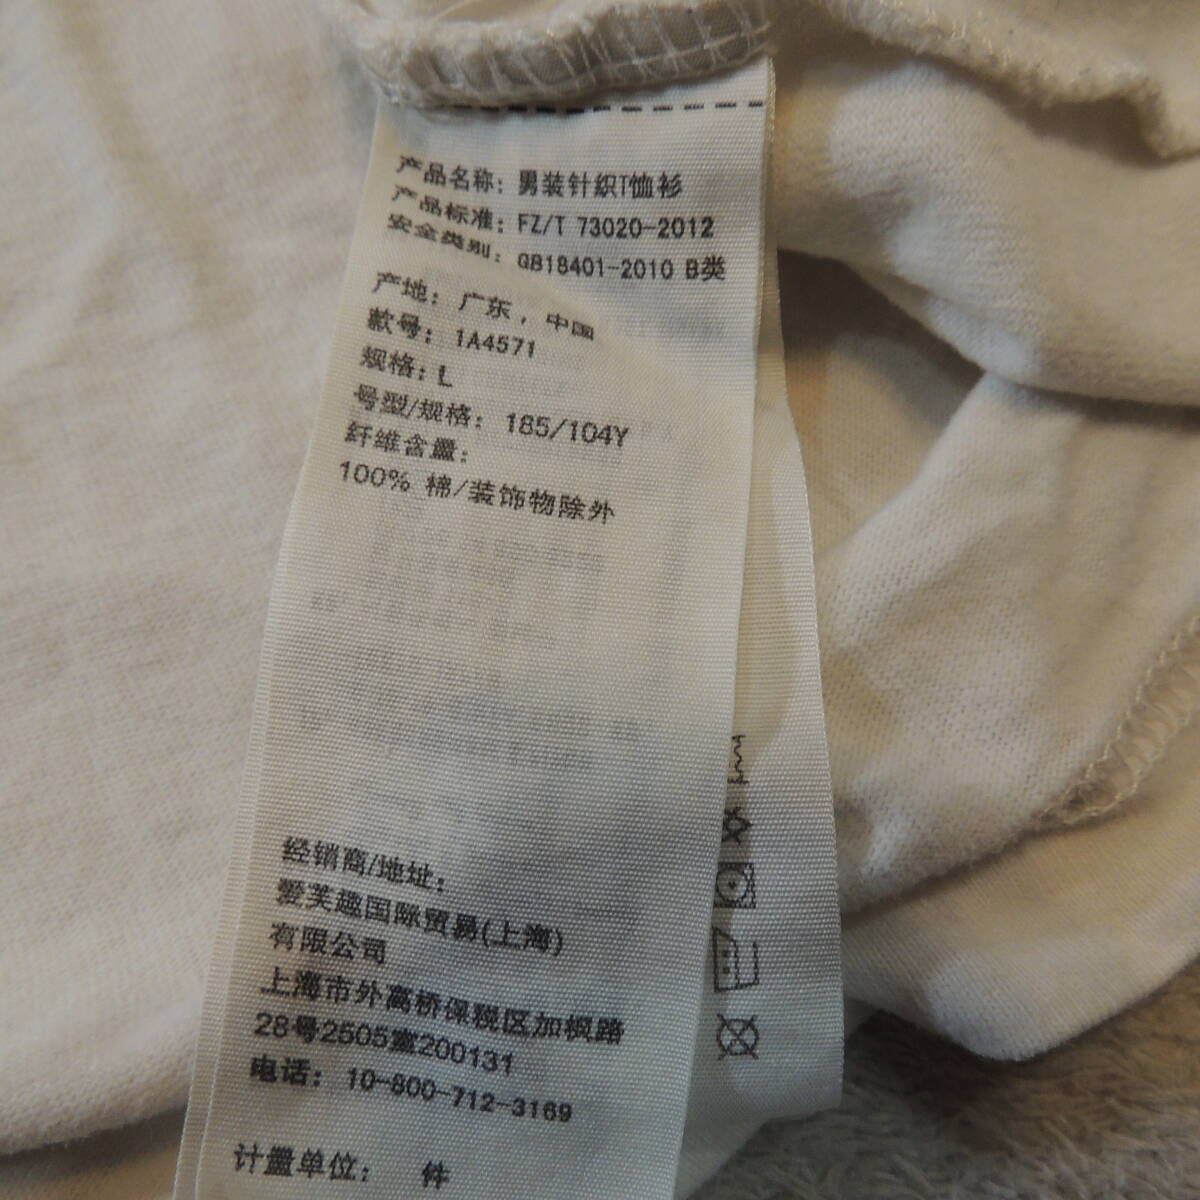 产品名称：男装针织T恤衫
产品标准：FZ/T 73020-2012
安全类别：GB18401-2010 B类
产地：广东，中国
款号：1A4571
规格：L
号型/规格：185/104Y
纤维含量：
100% 棉/装饰物除外
经销商/地址：
爱芙趣国际贸易(上海)
有限公司
上海市外高桥保税区加枫路
28号2505室200131
电话：10-800-712-3169
计量单位： 件